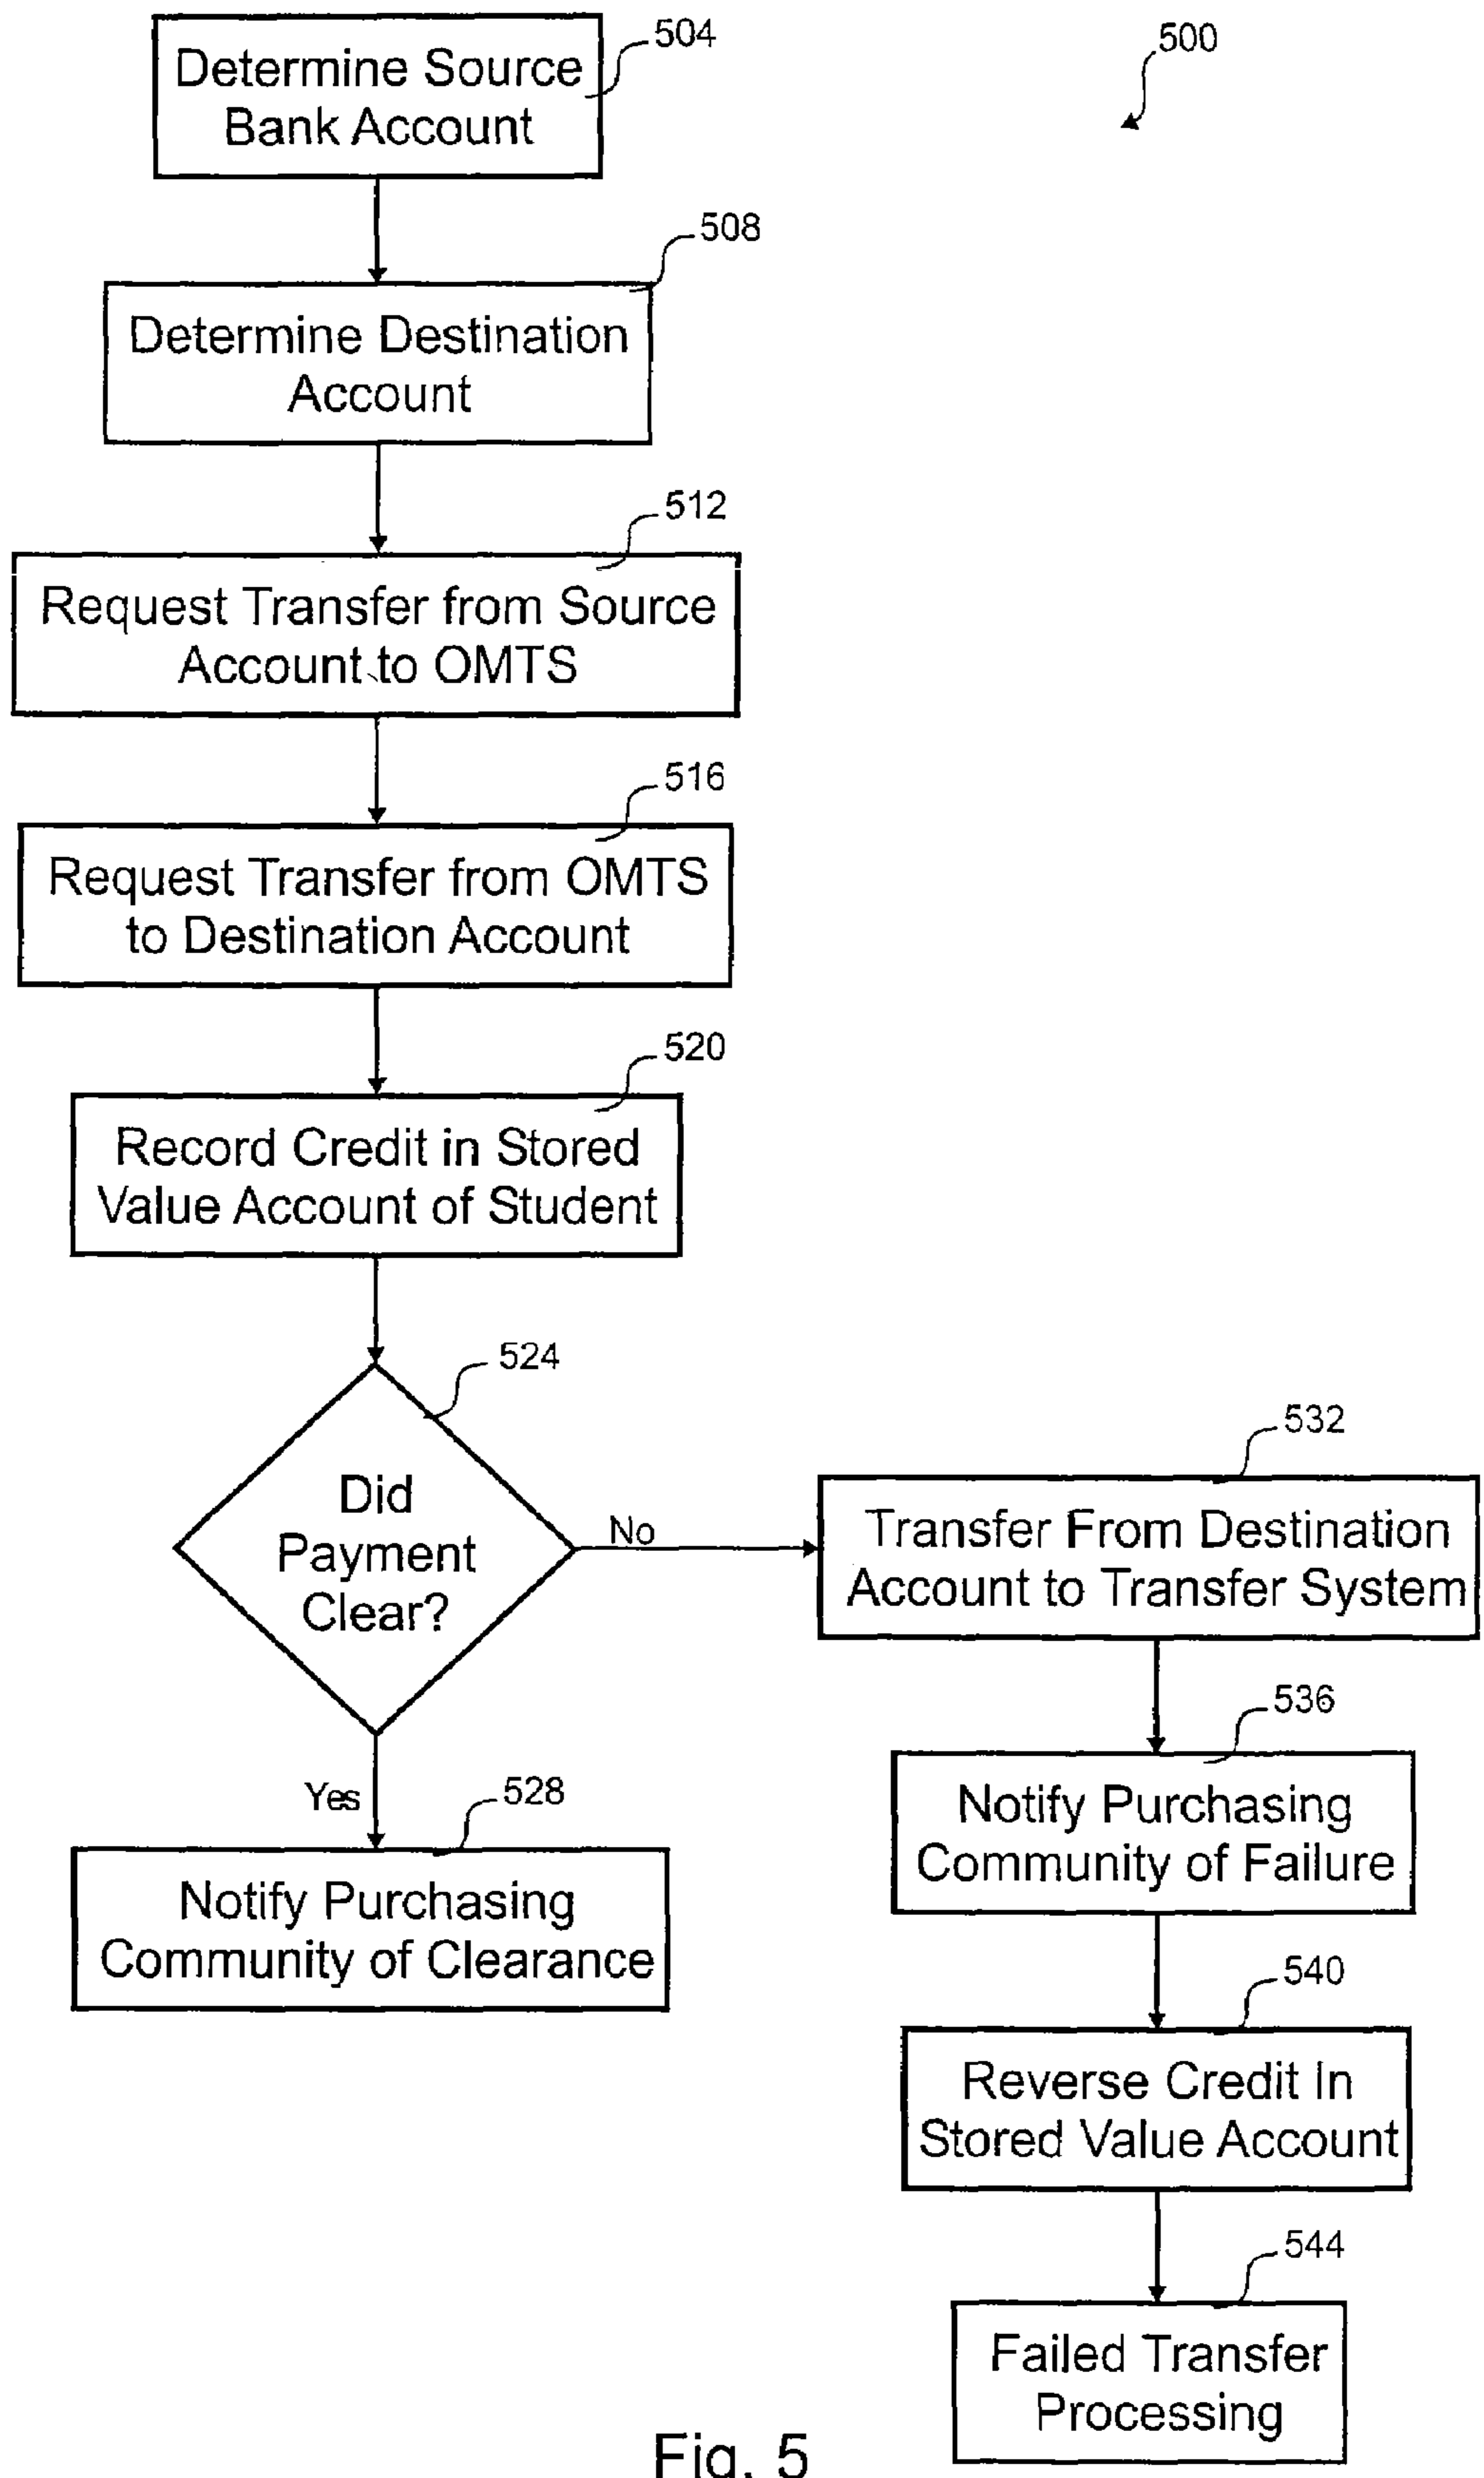 504
500
Determine Source
Bank Account
508
Determine Destination
Account
512
Request Transfer from Source
Account to OMTS
516
Request Transfer from OMTS
to Destination Account
520
Record Credit in Stored
Value Account of Student
524
Did
Payment
Clear?
No
Yes
532
Transfer From Destination
Account to Transfer System
536
Notify Purchasing
Community of Failure
528
Notify Purchasing
Community of Clearance
540
Reverse Credit In
Stored Value Account
544
Failed Transfer
Processing
Fig. 5